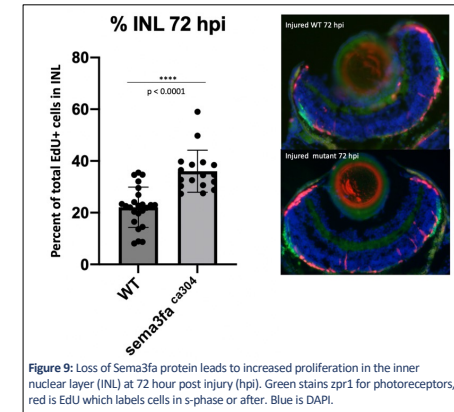 % INL 72 hpi
Percent of total EdU+ cells in INL
80
60
40
20
0
****
p < 0.0001
WT
sema3fa ca304
Injured WT 72 hpi
Injured mutant 72 hpi
Figure 9: Loss of Sema3fa protein leads to increased proliferation in the inner
nuclear layer (INL) at 72 hour post injury (hpi). Green stains zpr1 for photoreceptors,
red is EdU which labels cells in s-phase or after. Blue is DAPI.